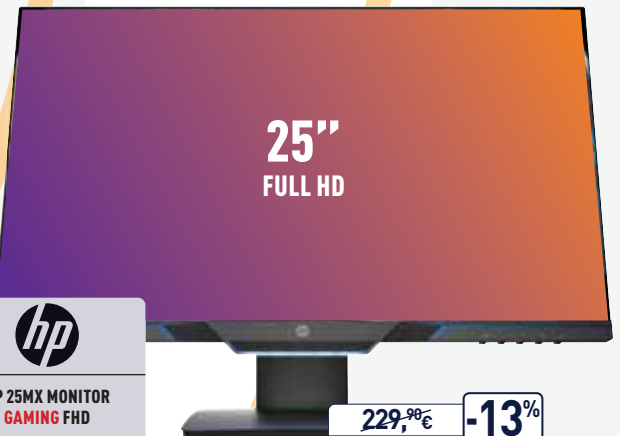 25”
FULL HD
hp
25MX MONITOR
GAMING FHD
229,90€
-13%